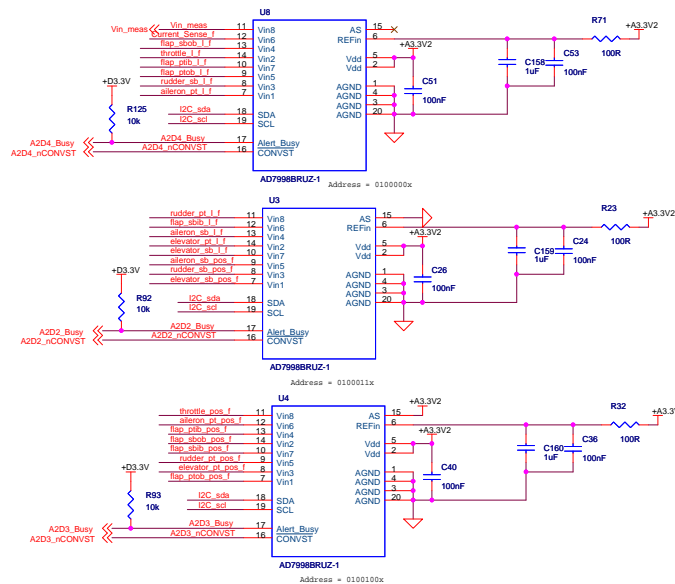 U8
Vin_meas
Vin_meas 11 Vin8 AS 15
Current_Sense_f 12 Vin6 REFin 6
flap_sbob_l_f 13 Vin4
throttle_l_f 14 Vin2 Vdd 5 +A3.3V2
flap_ptib_l_f 10 Vin7 Vdd 2
flap_ptob_l_f 9 Vin5
rudder_sb_l_f 8 Vin3 AGND 1
aileron_pt_l_f 7 Vin1 AGND 4
AGND 3
I2C_sda 18 SDA AGND 20
I2C_scl 19 SCL
A2D4_Busy A2D4_Busy 17 Alert_Busy
A2D4_nCONVST A2D4_nCONVST 16 CONVST
+D3.3V
R125
10k
C51
100nF
C158
1uF
C53
100nF
R71
100R
+A3.3V2
AD7998BRUZ-1
Address = 0100000x
U3
rudder_pt_l_f 11 Vin8 AS 15
flap_sbib_l_f 12 Vin6 REFin 6
aileron_sb_l_f 13 Vin4
elevator_pt_l_f 14 Vin2 Vdd 5 +A3.3V2
elevator_sb_l_f 10 Vin7 Vdd 2
aileron_sb_pos_f 9 Vin5
rudder_sb_pos_f 8 Vin3 AGND 1
elevator_sb_pos_f 7 Vin1 AGND 4
AGND 3
I2C_sda 18 SDA AGND 20
I2C_scl 19 SCL
A2D2_Busy A2D2_Busy 17 Alert_Busy
A2D2_nCONVST A2D2_nCONVST 16 CONVST
+D3.3V
R92
10k
C26
100nF
C159
1uF
C24
100nF
R23
100R
+A3.3V2
AD7998BRUZ-1
Address = 0100011x
U4
throttle_pos_f 11 Vin8 AS 15 +A3.3V2
aileron_pt_pos_f 12 Vin6 REFin 6
flap_ptib_pos_f 13 Vin4
flap_sbob_pos_f 14 Vin2 Vdd 5 +A3.3V2
flap_sbib_pos_f 10 Vin7 Vdd 2
rudder_pt_pos_f 9 Vin5
elevator_pt_pos_f 8 Vin3 AGND 1
flap_ptob_pos_f 7 Vin1 AGND 4
AGND 3
I2C_sda 18 SDA AGND 20
I2C_scl 19 SCL
A2D3_Busy A2D3_Busy 17 Alert_Busy
A2D3_nCONVST A2D3_nCONVST 16 CONVST
+D3.3V
R93
10k
C40
100nF
C160
1uF
C36
100nF
R32
100R
+A3.3V
AD7998BRUZ-1
Address = 0100100x